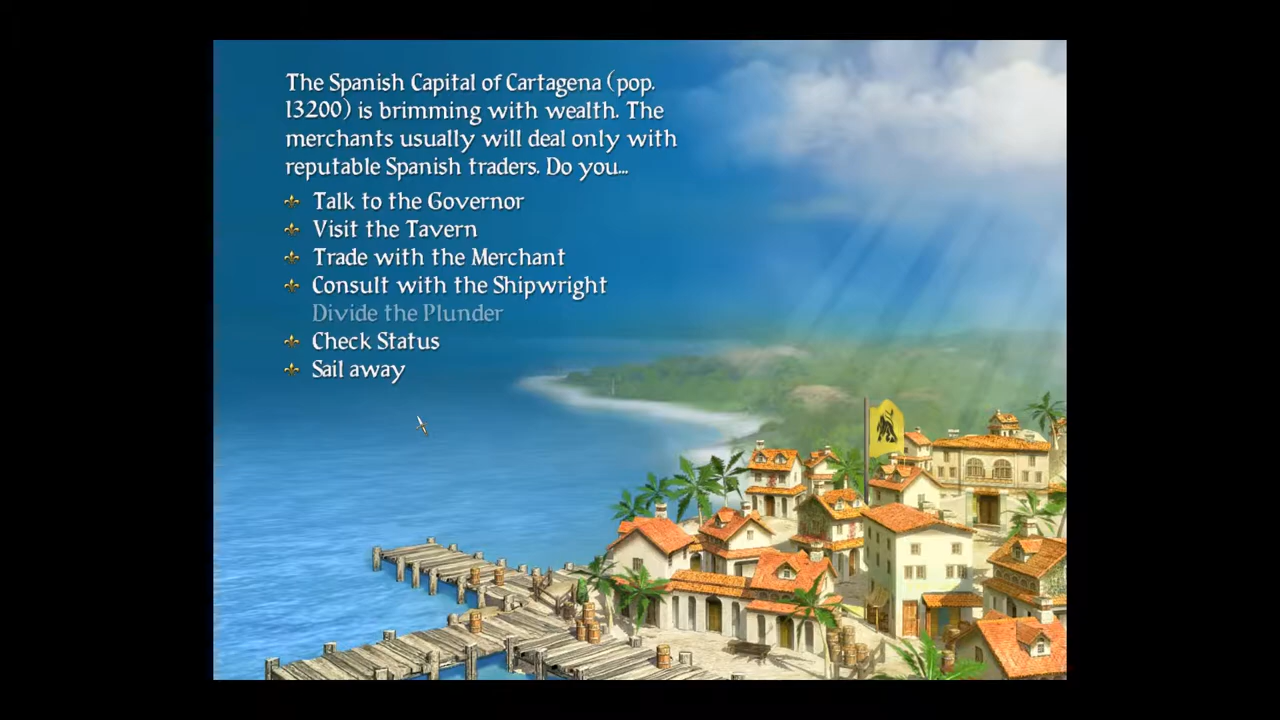 The Spanish Capital of Cartagena (pop.
13200) is brimming with wealth. The
merchants usually will deal only with
reputable Spanish traders. Do you...
Talk to the Governor
Visit the Tavern
Trade with the Merchant
Consult with the Shipwright
Divide the Plunder
Check Status
Sail away